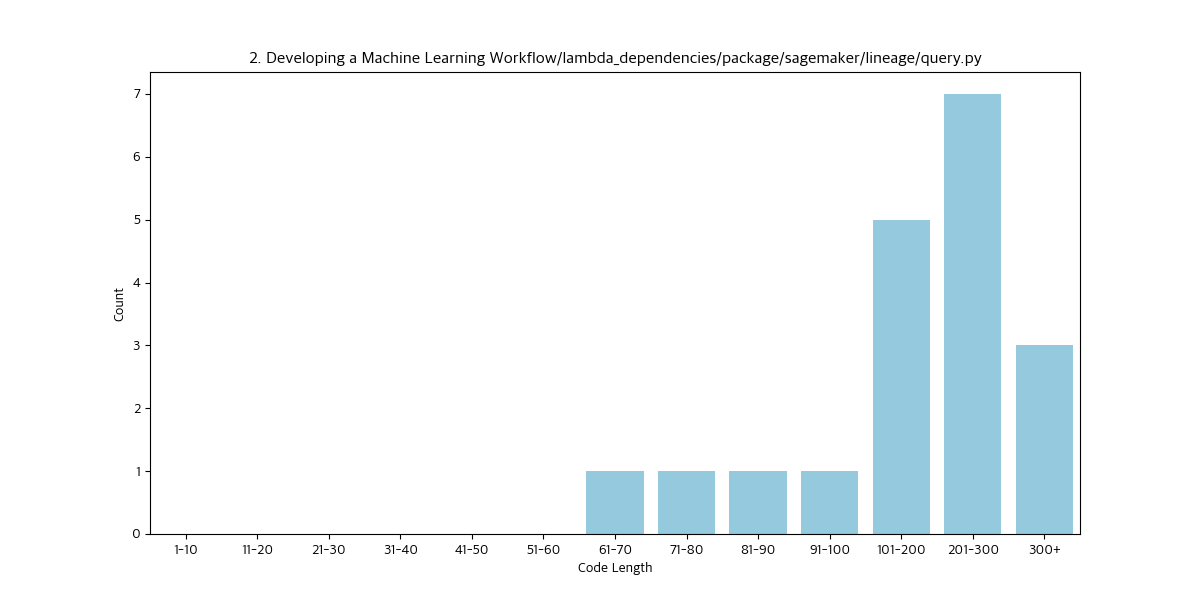 2. Developing a Machine Learning Workflow/lambda_dependencies/package/sagemaker/lineage/query.py
7
6
5
4
3
2
1
0
Count
1-10 11-20 21-30 31-40 41-50 51-60 61-70 71-80 81-90 91-100 101-200 201-300 300+
Code Length